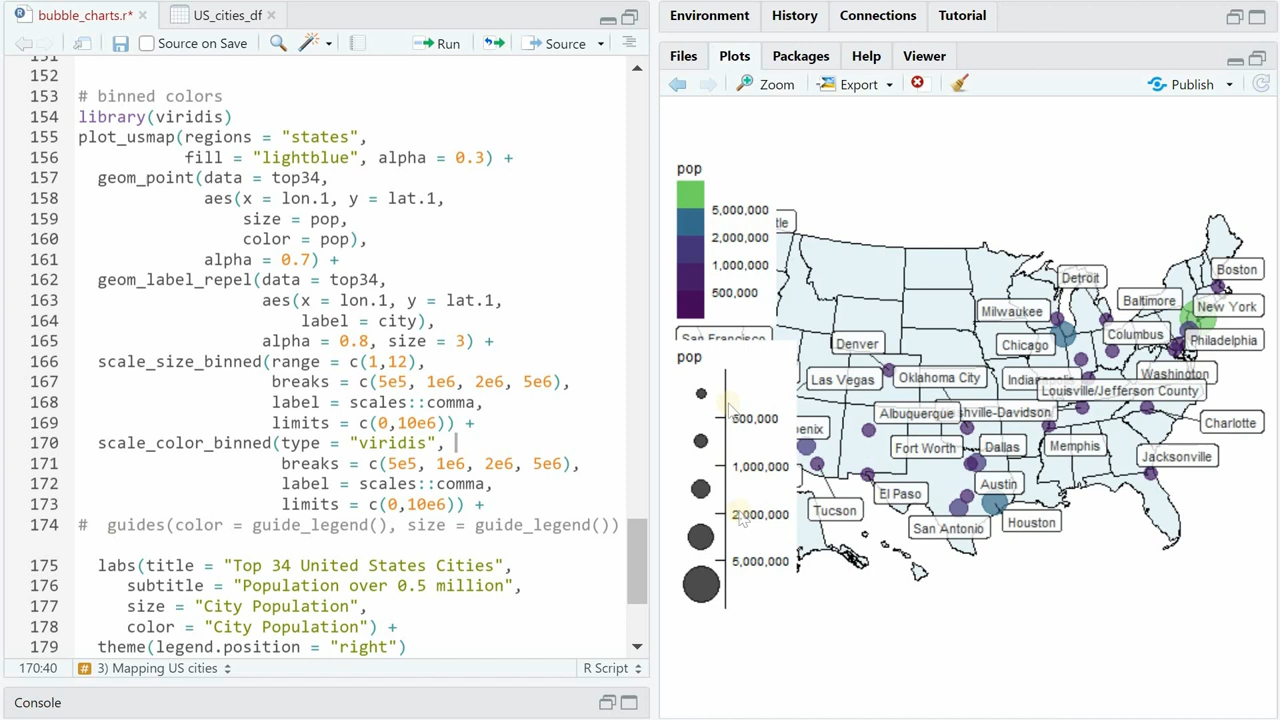 bubble_charts.r*
US_cities_df
Environment
History
Connections
Tutorial
Source on Save
Run
Source
Files
Plots
Packages
Help
Viewer
Zoom
Export
Publish
152
153 # binned colors
154 library(viridis)
155 plot_usmap(regions = "states",
156 fill = "lightblue", alpha = 0.3) +
157 geom_point(data = top34,
158 aes(x = lon.1, y = lat.1,
159 size = pop,
160 color = pop),
161 alpha = 0.7) +
162 geom_label_repel(data = top34,
163 aes(x = lon.1, y = lat.1,
164 label = city),
165 alpha = 0.8, size = 3) +
166 scale_size_binned(range = c(1,12),
167 breaks = c(5e5, 1e6, 2e6, 5e6),
168 label = scales::comma,
169 limits = c(0,10e6)) +
170 scale_color_binned(type = "viridis",
171 breaks = c(5e5, 1e6, 2e6, 5e6),
172 label = scales::comma,
173 limits = c(0,10e6)) +
174 # guides(color = guide_legend(), size = guide_legend())
175 labs(title = "Top 34 United States Cities",
176 subtitle = "Population over 0.5 million",
177 size = "City Population",
178 color = "City Population") +
179 theme(legend.position = "right")
170:40
3) Mapping US cities
R Script
Console
pop
5,000,000
2,000,000
1,000,000
500,000
tle
San Francisco
pop
500,000
1,000,000
2,000,000
5,000,000
Boston
Detroit
Baltimore
New York
Milwaukee
Columbus
Philadelphia
Denver
Chicago
Washington
Las Vegas
Oklahoma City
Louisville/Jefferson County
Albuquerque
shville-Davidson
Charlotte
enix
Fort Worth
Dallas
Memphis
Jacksonville
Austin
El Paso
Tucson
San Antonio
Houston